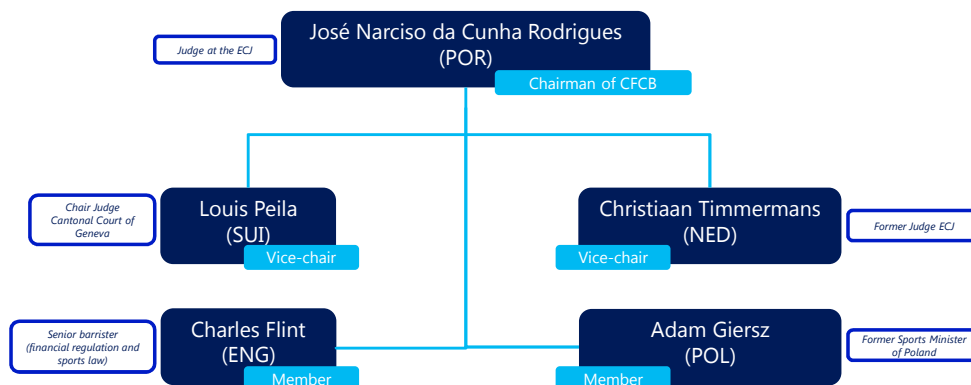 José Narciso da Cunha Rodrigues
(POR)
Judge at the ECJ
Chairman of CFCB
Chair Judge
Cantonal Court of
Geneva
Louis Peila
(SUI)
Vice-chair
Christiaan Timmermans
(NED)
Vice-chair
Former Judge ECJ
Senior barrister
(financial regulation and
sports law)
Charles Flint
(ENG)
Member
Adam Giersz
(POL)
Member
Former Sports Minister
of Poland